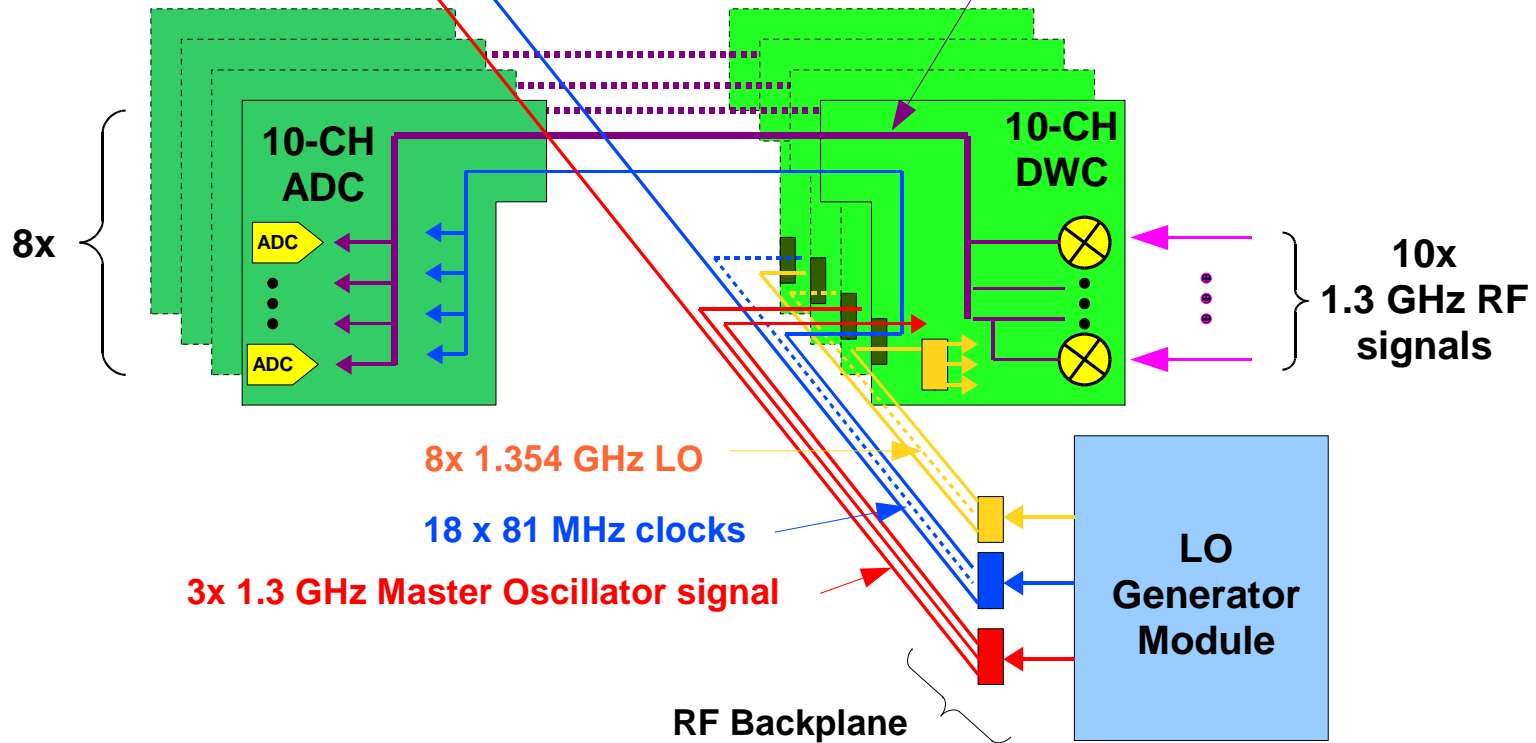 10-CH
ADC
10-CH
DWC
8x
ADC
ADC
10x
1.3 GHz RF
signals
8x 1.354 GHz LO
18 x 81 MHz clocks
3x 1.3 GHz Master Oscillator signal
LO
Generator
Module
RF Backplane